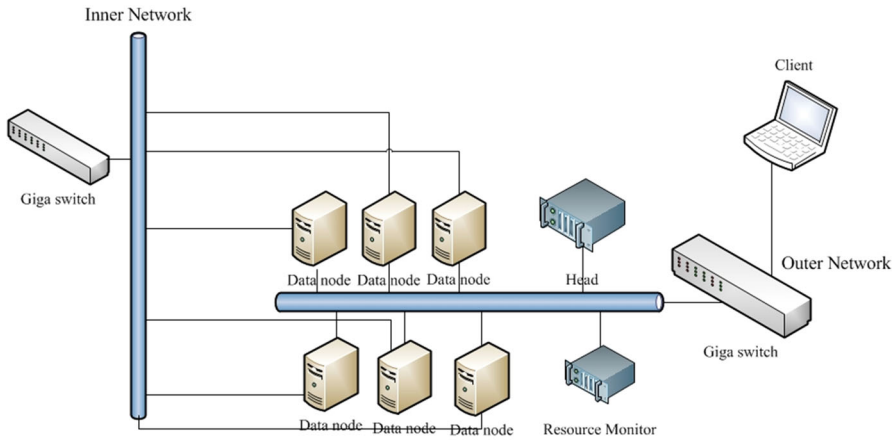 Inner Network
Client
Giga switch
Data node
Data node
Data node
Head
Outer Network
Giga switch
Data node
Data node
Data node
Resource Monitor